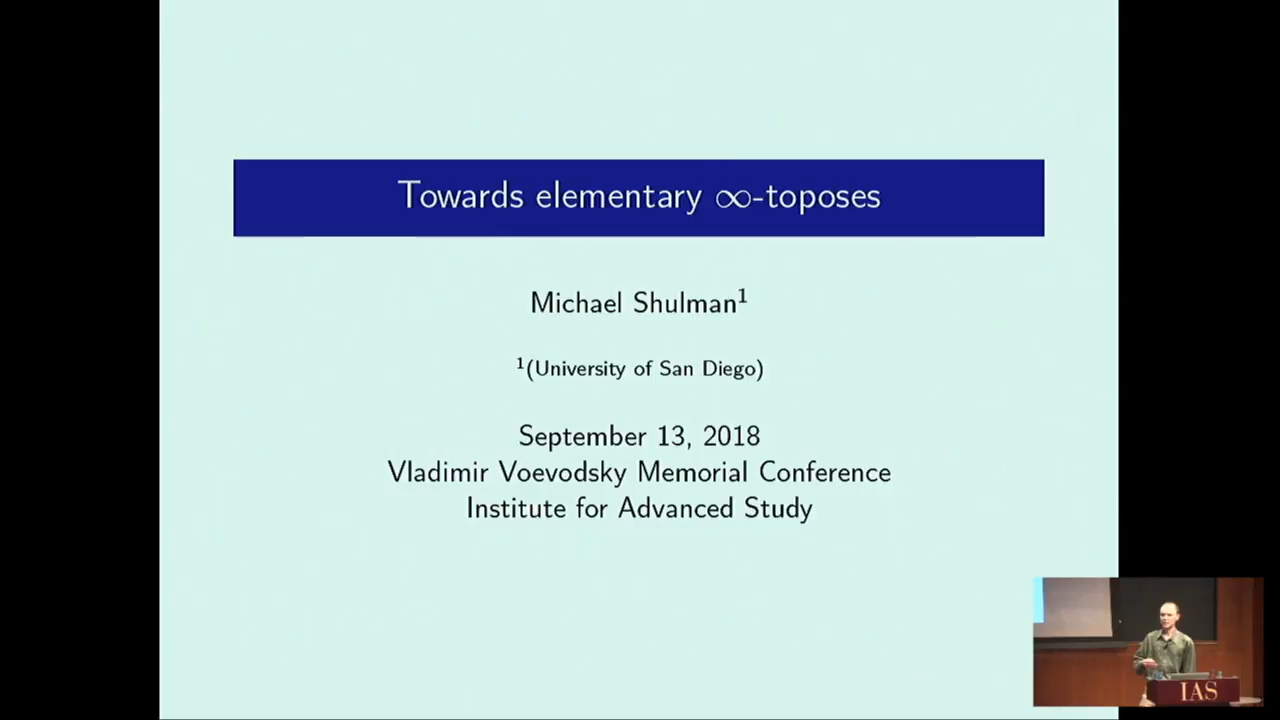 Towards elementary ∞-toposes
Michael Shulman¹
¹(University of San Diego)
September 13, 2018
Vladimir Voevodsky Memorial Conference
Institute for Advanced Study
IAS